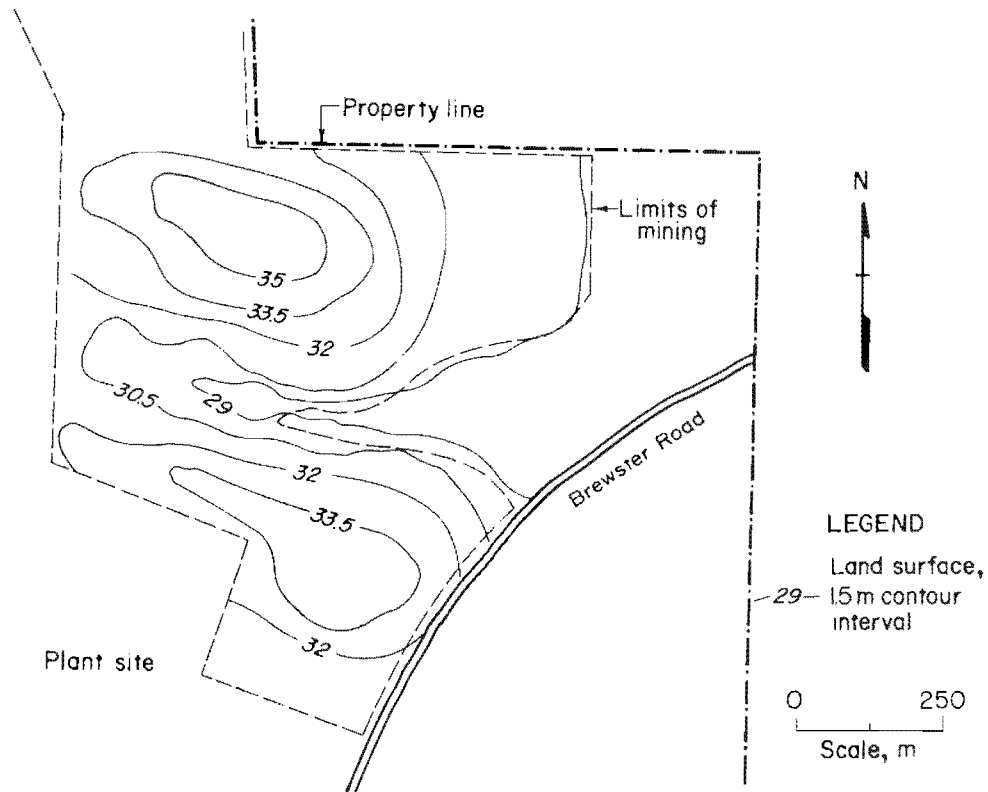 Property line
N
Limits of
mining
35
33.5
32
30.5
29
32
33.5
32
Brewster Road
Plant site
LEGEND
Land surface,
-29- 1.5 m contour
interval
0 250
Scale, m